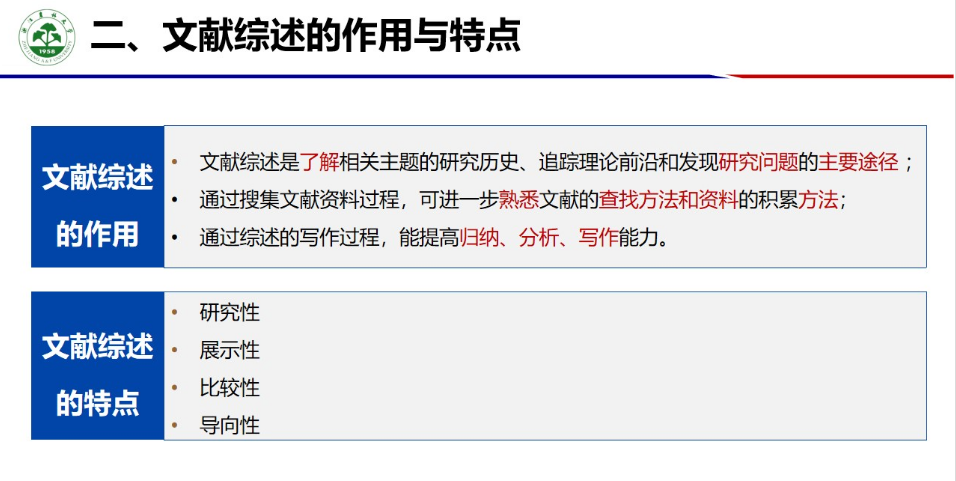 二、文献综述的作用与特点
1958
文献综述
的作用
• 文献综述是了解相关主题的研究历史、追踪理论前沿和发现研究问题的主要途径；
• 通过搜集文献资料过程，可进一步熟悉文献的查找方法和资料的积累方法；
• 通过综述的写作过程，能提高归纳、分析、写作能力。
文献综述
的特点
• 研究性
• 展示性
• 比较性
• 导向性